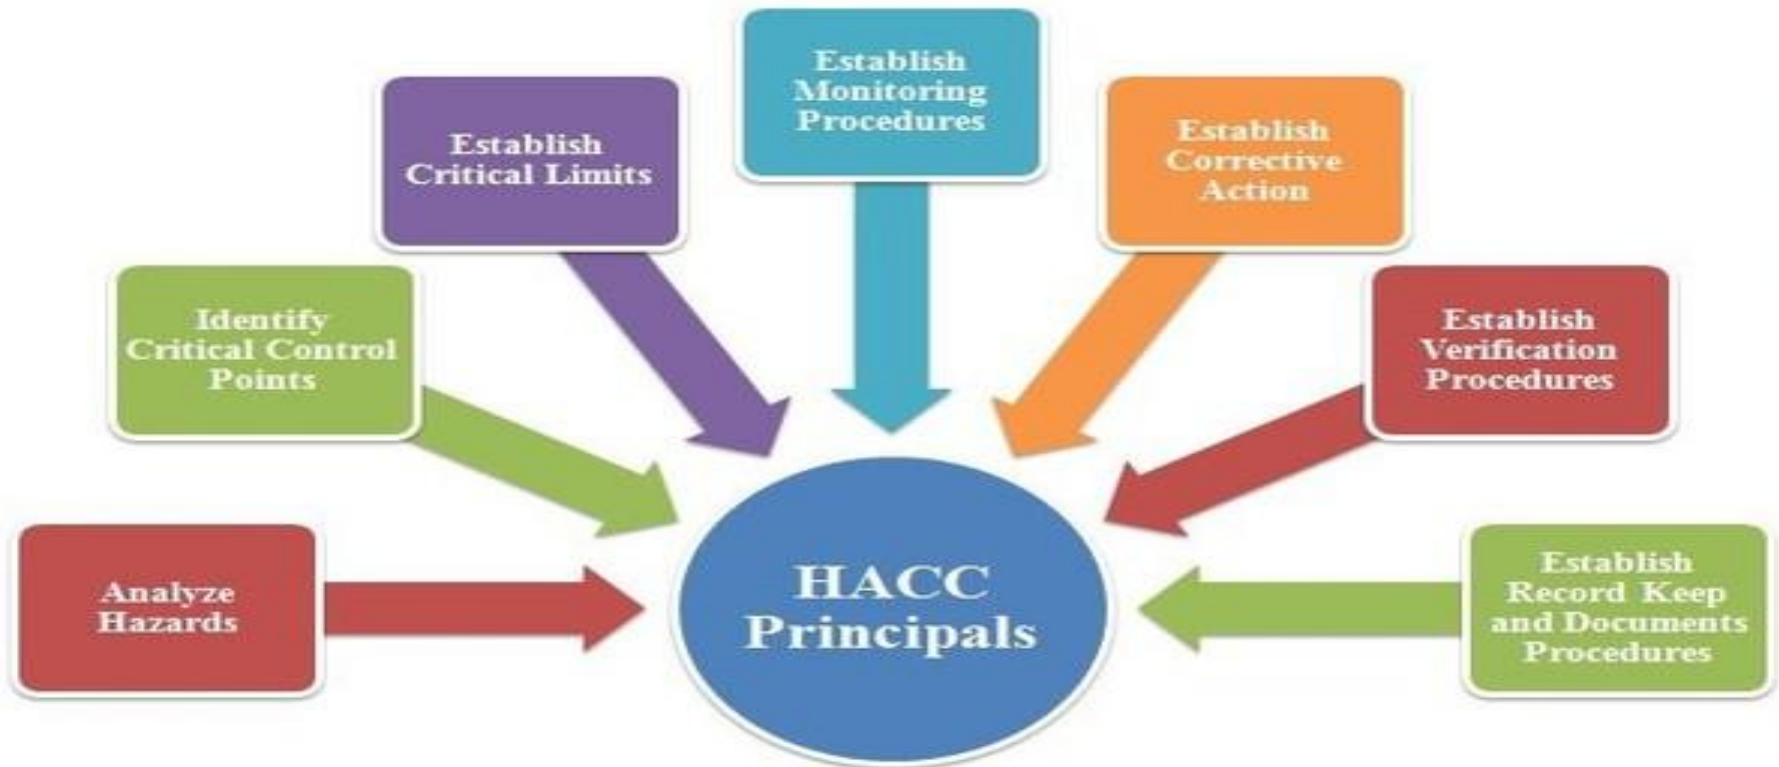 Establish
Monitoring
Procedures
Establish
Critical Limits
Establish
Corrective
Action
Identify
Critical Control
Points
Establish
Verification
Procedures
Analyze
Hazards
HACC
Principals
Establish
Record Keep
and Documents
Procedures